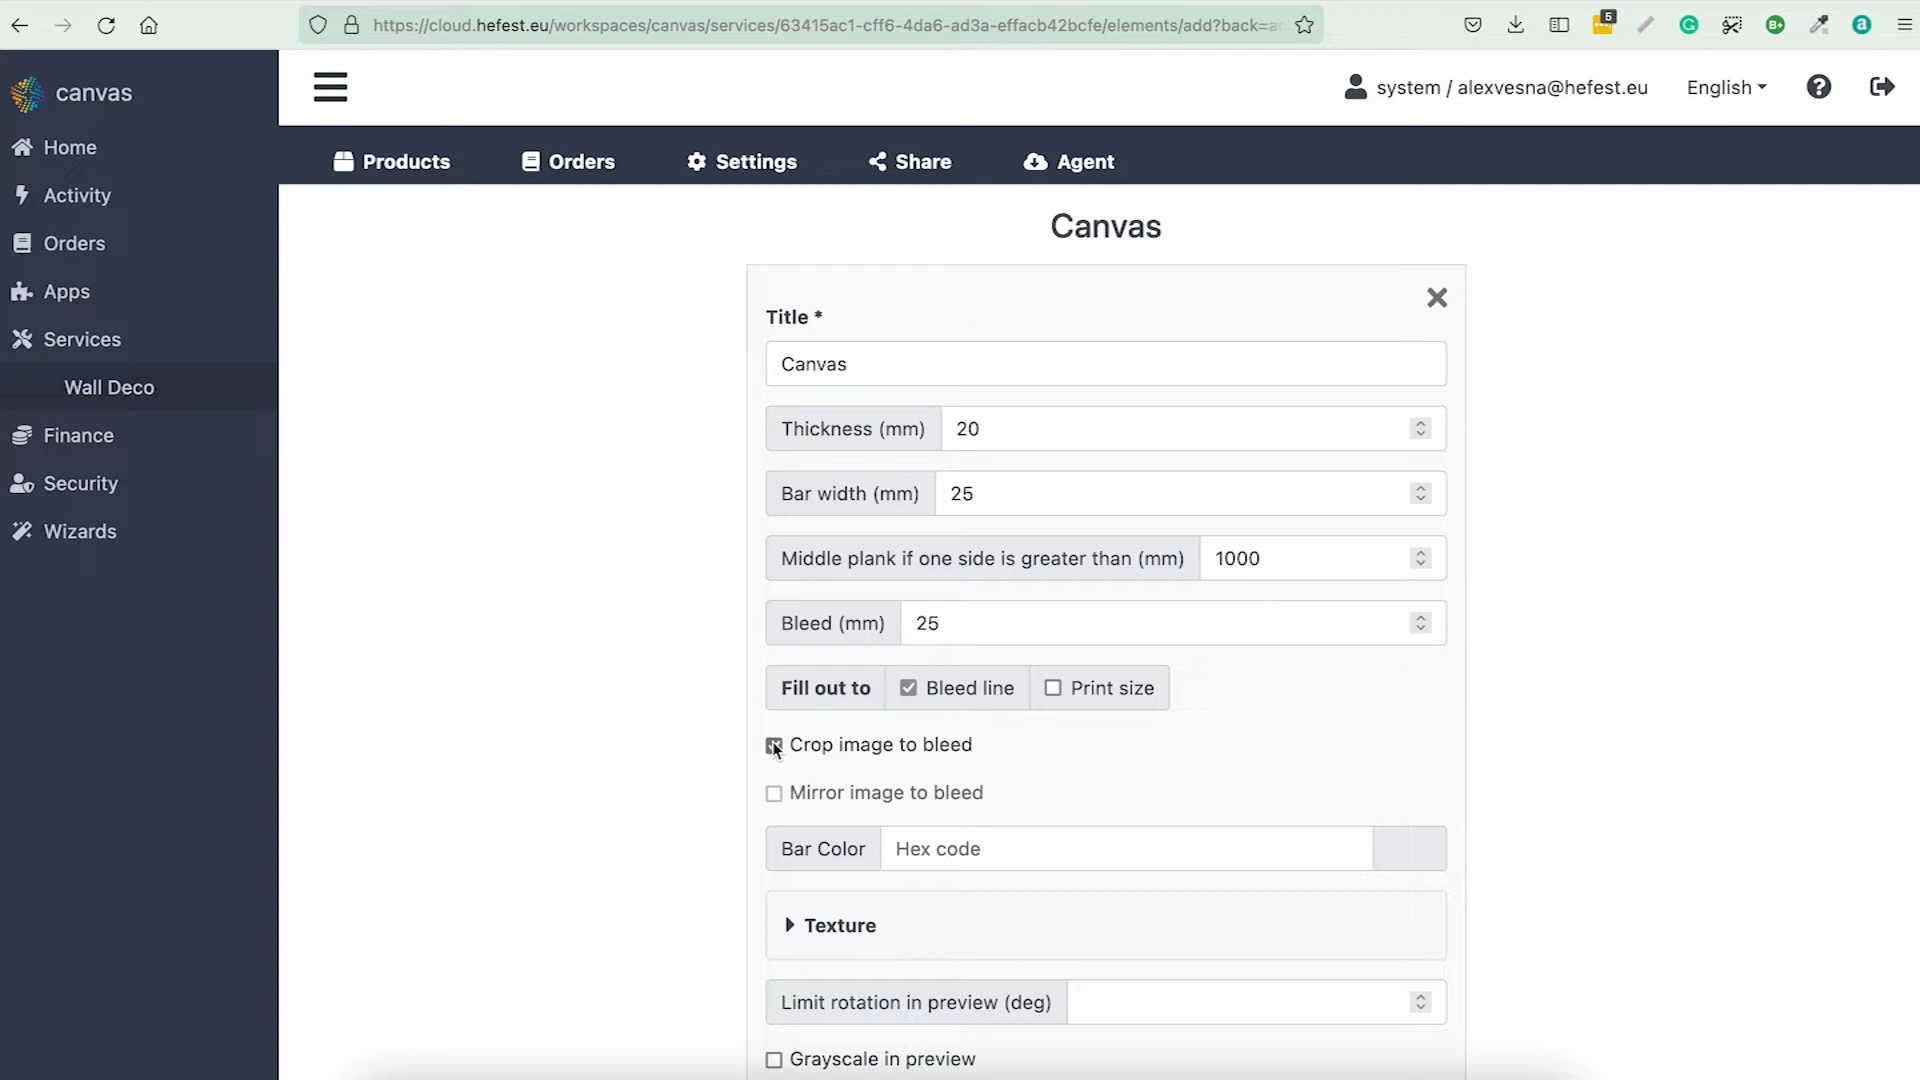 https://cloud.hefest.eu/workspaces/canvas/services/63415ac1-cff6-4da6-ad3a-effacb42bcfe/elements/add?back=a
5
B+
a
canvas
system / alexvesna@hefest.eu
English
Home
Activity
Orders
Apps
Services
Wall Deco
Finance
Security
Wizards
Products
Orders
Settings
Share
Agent
Canvas
Title *
Canvas
Thickness (mm) 20
Bar width (mm) 25
Middle plank if one side is greater than (mm) 1000
Bleed (mm) 25
Fill out to Bleed line Print size
Crop image to bleed
Mirror image to bleed
Bar Color Hex code
Texture
Limit rotation in preview (deg)
Grayscale in preview